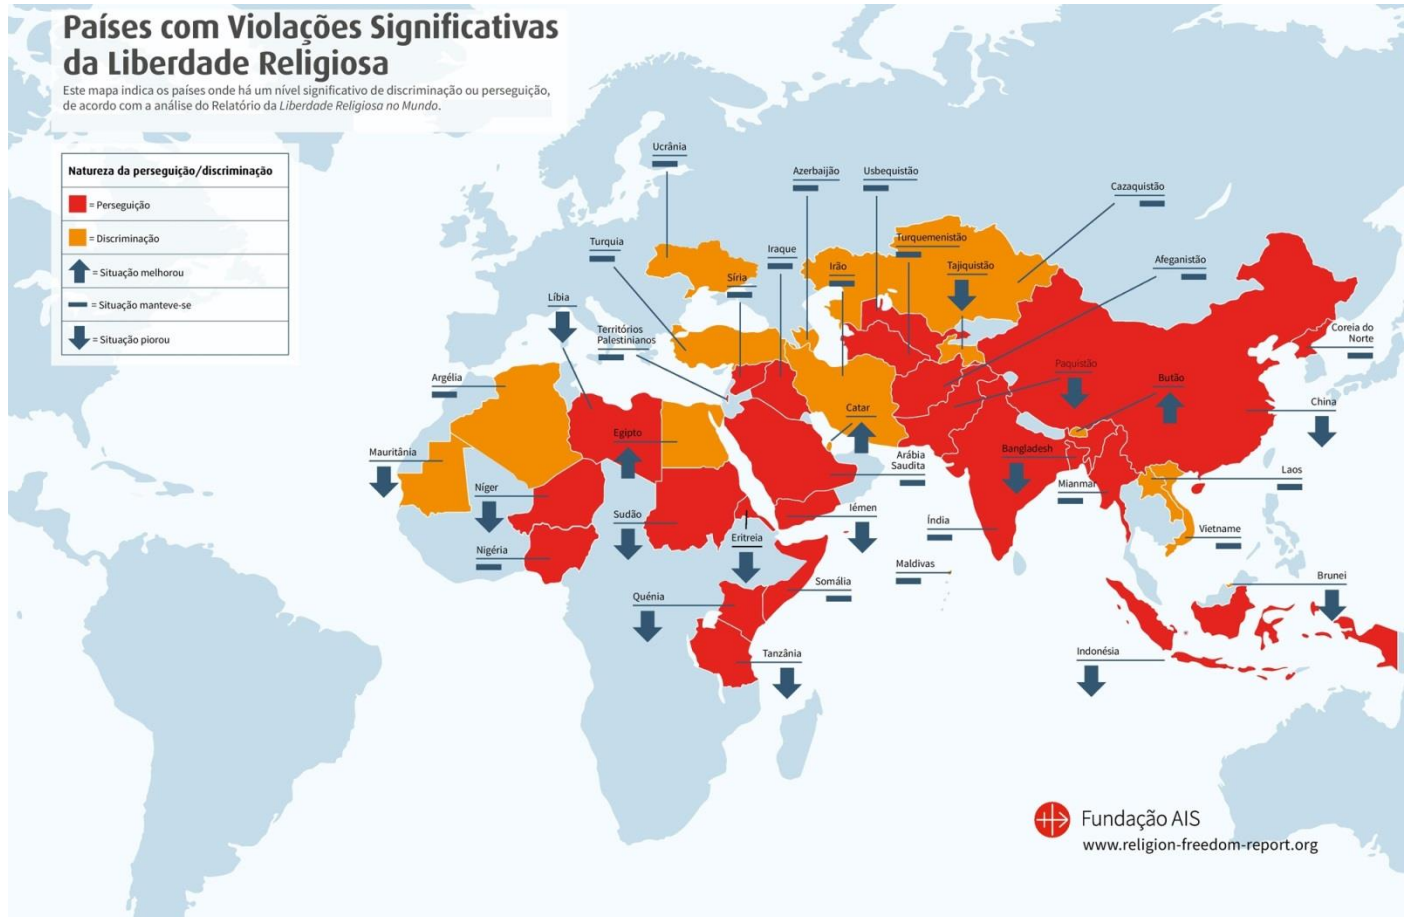 Países com Violações Significativas
da Liberdade Religiosa
Este mapa indica os países onde há um nível significativo de discriminação ou perseguição,
de acordo com a análise do Relatório da Liberdade Religiosa no Mundo.
Natureza da perseguição/discriminação
= Perseguição
= Discriminação
= Situação melhorou
= Situação manteve-se
= Situação piorou
Ucrânia
Azerbaijão
Usbequistão
Cazaquistão
Turquia
Iraque
Turquemenistão
Síria
Irão
Tajiquistão
Afeganistão
Líbia
Territórios
Palestinianos
Coreia do
Norte
Argélia
Paquistão
Butão
Catar
China
Egipto
Mauritânia
Arábia
Saudita
Bangladesh
Laos
Níger
Mianmar
Sudão
Iémen
Índia
Eritreia
Vietname
Nigéria
Maldivas
Somália
Brunei
Quénia
Tanzânia
Indonésia
Fundação AIS
www.religion-freedom-report.org